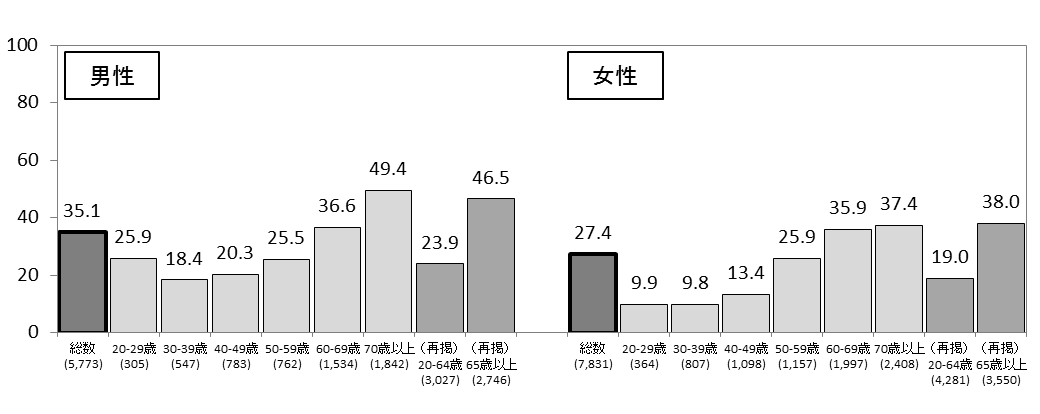 男性
女性
100
80
60
40
20
0
35.1
25.9
18.4
20.3
25.5
36.6
49.4
23.9
46.5
27.4
9.9
9.8
13.4
25.9
35.9
37.4
19.0
38.0
総数
(5,773)
20-29歳
(305)
30-39歳
(547)
40-49歳
(783)
50-59歳
(762)
60-69歳
(1,534)
70歳以上
(1,842)
(再掲)
20-64歳
(3,027)
(再掲)
65歳以上
(2,746)
総数
(7,831)
20-29歳
(364)
30-39歳
(807)
40-49歳
(1,098)
50-59歳
(1,157)
60-69歳
(1,997)
70歳以上
(2,408)
(再掲)
20-64歳
(4,281)
(再掲)
65歳以上
(3,550)